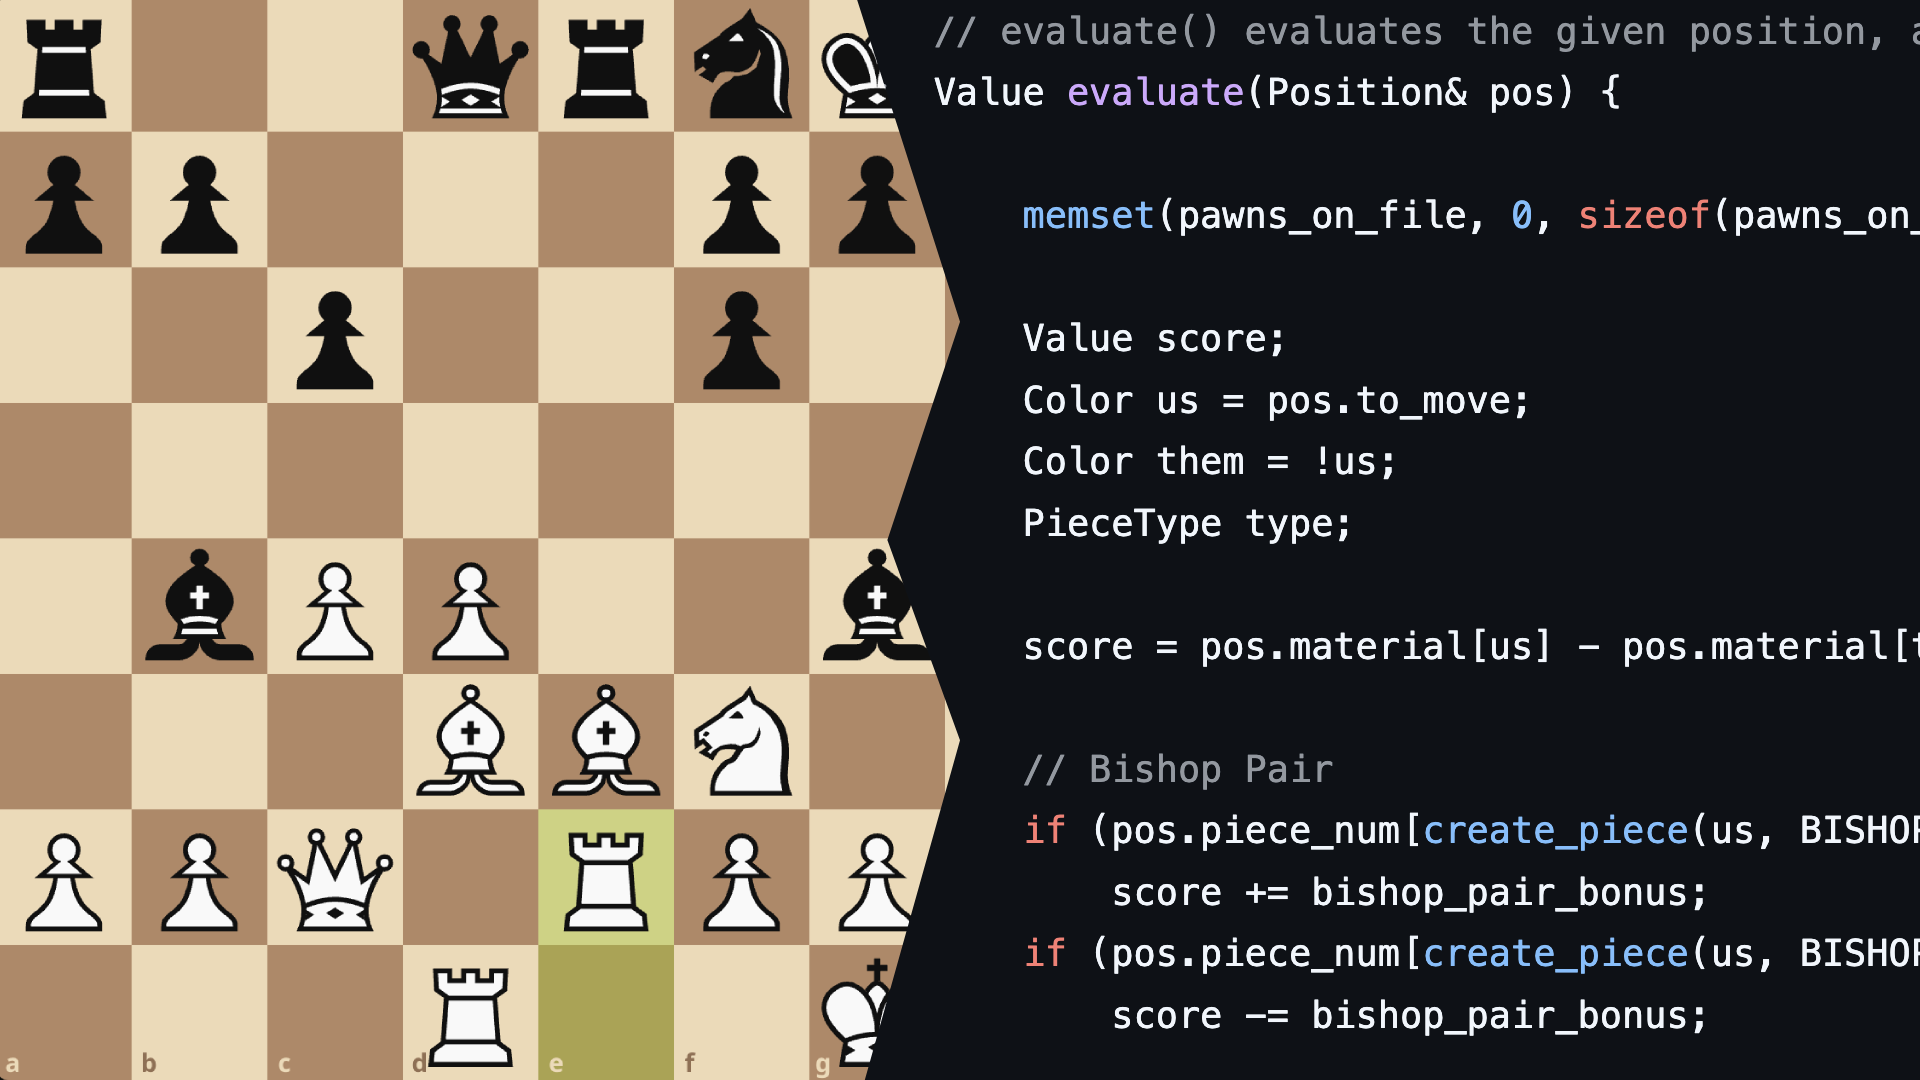 // evaluate() evaluates the given position, a
Value evaluate(Position& pos) {
memset(pawns_on_file, 0, sizeof(pawns_on_
Value score;
Color us = pos.to_move;
Color them = !us;
PieceType type;
score = pos.material[us] - pos.material[t
// Bishop Pair
if (pos.piece_num[create_piece(us, BISHOP
score += bishop_pair_bonus;
if (pos.piece_num[create_piece(us, BISHOP
score -= bishop_pair_bonus;
a b c d e f g